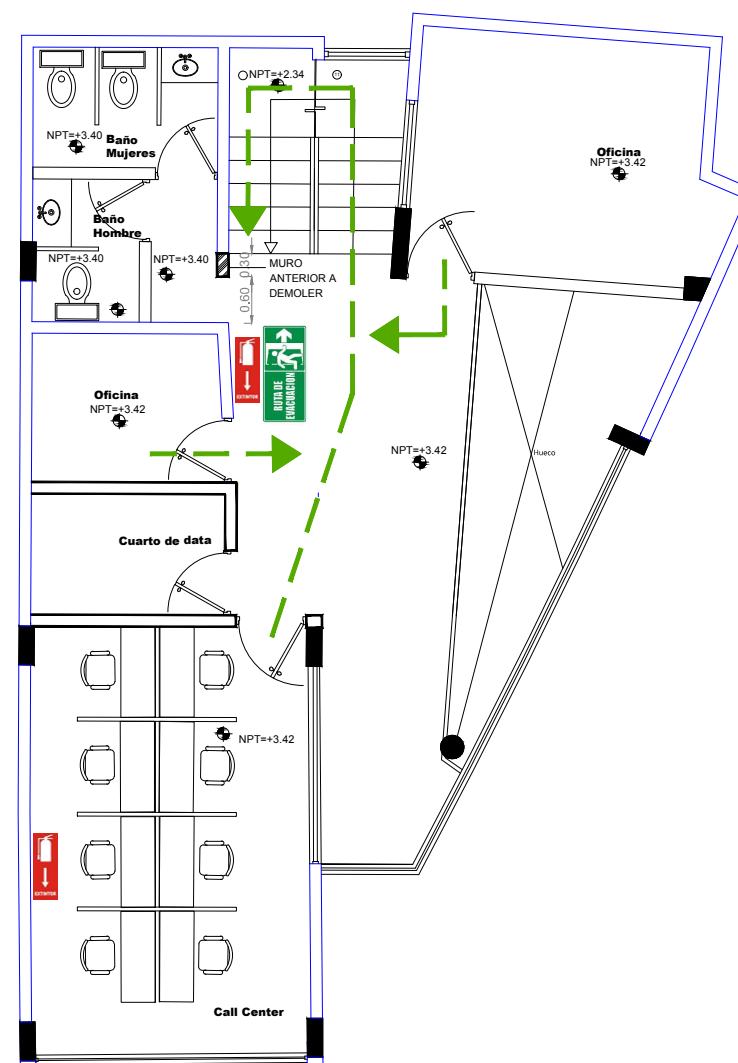 NPT=+2.34
NPT=+3.40
Baño
Mujeres
Oficina
NPT=+3.42
Baño
Hombre
NPT=+3.40
NPT=+3.40
MURO
ANTERIOR A
DEMOLER
0.30
0.60
EXTINTOR
RUTA DE
EVACUACION
Oficina
NPT=+3.42
NPT=+3.42
Hueco
Cuarto de data
NPT=+3.42
EXTINTOR
Call Center